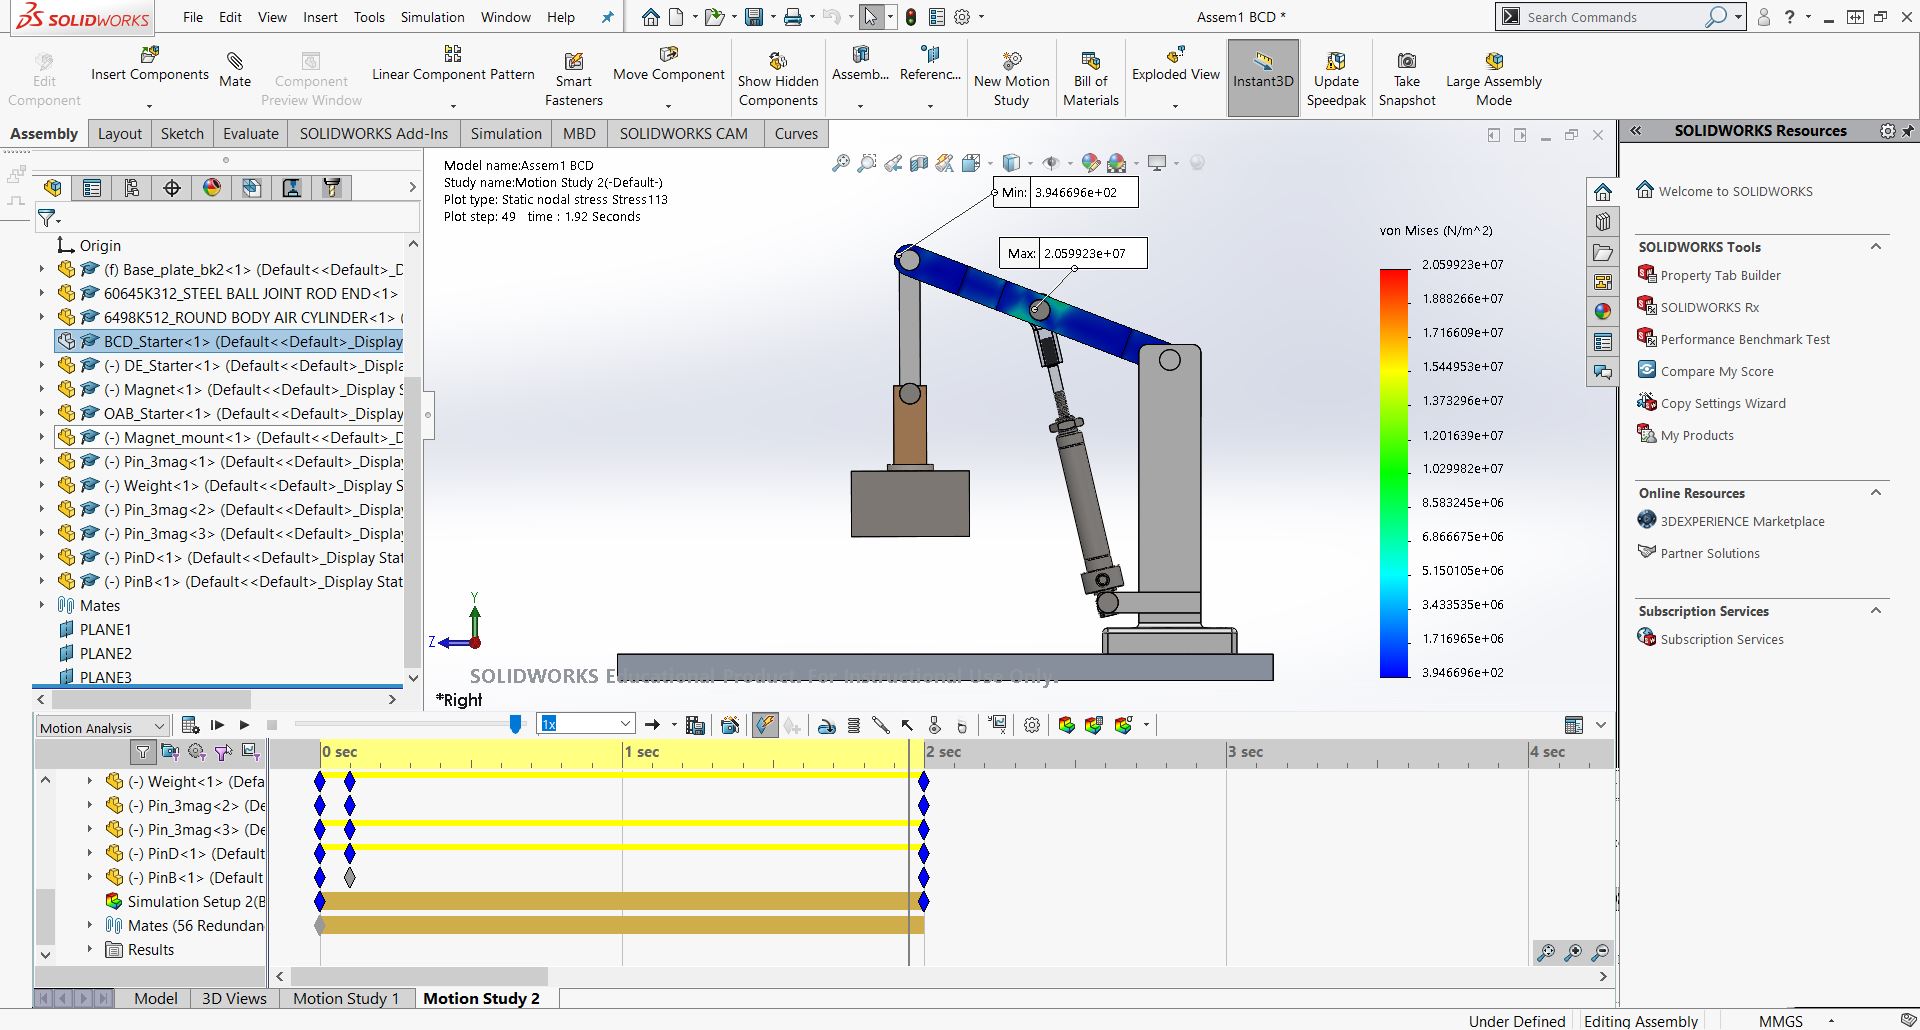 SOLIDWORKS
File Edit View Insert Tools Simulation Window Help
Assem1 BCD *
Search Commands
Edit Component
Insert Components
Mate
Component Preview Window
Linear Component Pattern
Smart Fasteners
Move Component
Show Hidden Components
Assemb...
Referenc...
New Motion Study
Bill of Materials
Exploded View
Instant3D
Update Speedpak
Take Snapshot
Large Assembly Mode
Assembly Layout Sketch Evaluate SOLIDWORKS Add-Ins Simulation MBD SOLIDWORKS CAM Curves
Origin
(f) Base_plate_bk2<1> (Default<<Default>_D
60645K312_STEEL BALL JOINT ROD END<1>
6498K512_ROUND BODY AIR CYLINDER<1> (
BCD_Starter<1> (Default<<Default>_Display
(-) DE_Starter<1> (Default<<Default>_Displa
(-) Magnet<1> (Default<<Default>_Display S
OAB_Starter<1> (Default<<Default>_Display
(-) Magnet_mount<1> (Default<<Default>_D
(-) Pin_3mag<1> (Default<<Default>_Display
(-) Weight<1> (Default<<Default>_Display S
(-) Pin_3mag<2> (Default<<Default>_Display
(-) Pin_3mag<3> (Default<<Default>_Display
(-) PinD<1> (Default<<Default>_Display Stat
(-) PinB<1> (Default<<Default>_Display Stat
Mates
PLANE1
PLANE2
PLANE3
Model name:Assem1 BCD
Study name:Motion Study 2(-Default-)
Plot type: Static nodal stress Stress113
Plot step: 49 time : 1.92 Seconds
Min: 3.946696e+02
Max: 2.059923e+07
von Mises (N/m^2)
2.059923e+07
1.888266e+07
1.716609e+07
1.544953e+07
1.373296e+07
1.201639e+07
1.029982e+07
8.583245e+06
6.866675e+06
5.150105e+06
3.433535e+06
1.716965e+06
3.946696e+02
Y
Z
SOLIDWORKS Educational Product. For Instructional Use Only.
*Right
SOLIDWORKS Resources
Welcome to SOLIDWORKS
SOLIDWORKS Tools
Property Tab Builder
SOLIDWORKS Rx
Performance Benchmark Test
Compare My Score
Copy Settings Wizard
My Products
Online Resources
3DEXPERIENCE Marketplace
Partner Solutions
Subscription Services
Subscription Services
Motion Analysis
1x
0 sec 1 sec 2 sec 3 sec 4 sec
(-) Weight<1> (Defa
(-) Pin_3mag<2> (De
(-) Pin_3mag<3> (De
(-) PinD<1> (Default
(-) PinB<1> (Default
Simulation Setup 2(B
Mates (56 Redundan
Results
Model 3D Views Motion Study 1 Motion Study 2
Under Defined Editing Assembly MMGS